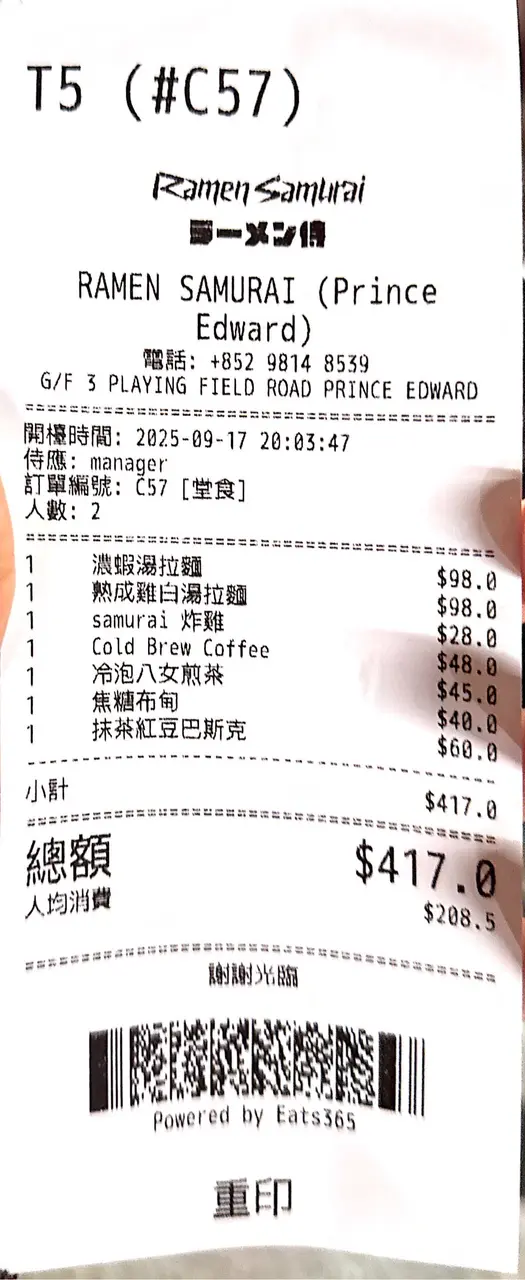 T5 (#C57)
Ramen Samurai
ラーメン侍
RAMEN SAMURAI (Prince
Edward)
電話: +852 9814 8539
G/F 3 PLAYING FIELD ROAD PRINCE EDWARD
開檯時間: 2025-09-17 20:03:47
侍應: manager
訂單編號: C57 [堂食]
人數: 2
1 濃蝦湯拉麵 $98.0
1 熟成雞白湯拉麵 $98.0
1 samurai 炸雞 $28.0
1 Cold Brew Coffee $48.0
1 冷泡八女煎茶 $45.0
1 焦糖布甸 $40.0
1 抹茶紅豆巴斯克 $60.0
小計 $417.0
總額 $417.0
人均消費 $208.5
謝謝光臨
Powered by Eats365
重印